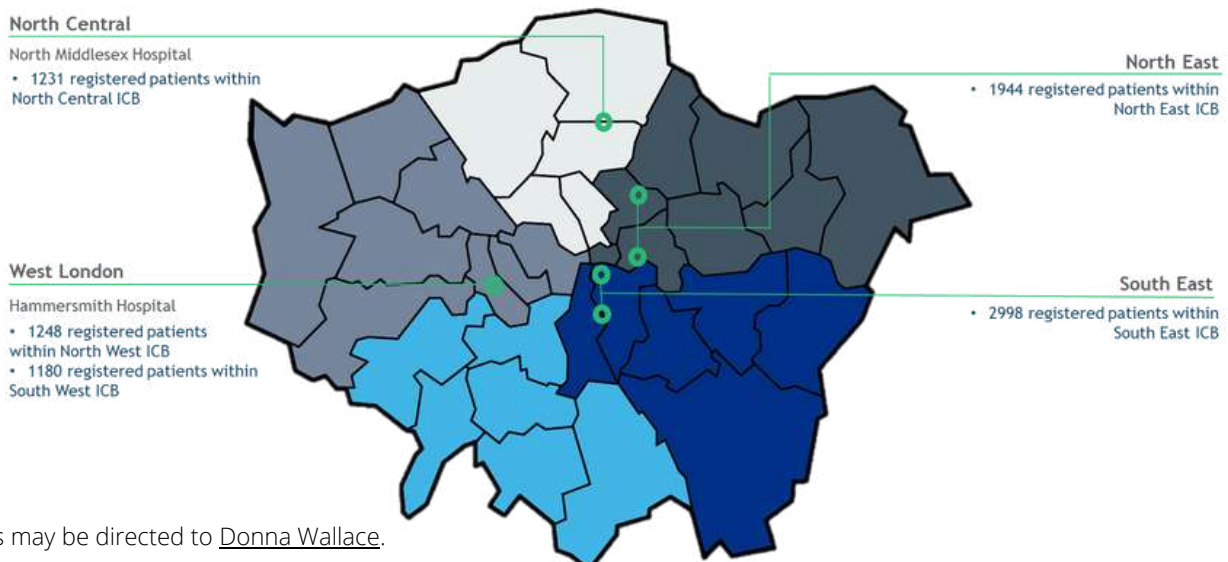 North Central
North Middlesex Hospital
• 1231 registered patients within
North Central ICB
North East
• 1944 registered patients within
North East ICB
West London
Hammersmith Hospital
• 1248 registered patients
within North West ICB
• 1180 registered patients within
South West ICB
South East
• 2998 registered patients within
South East ICB
s may be directed to Donna Wallace.